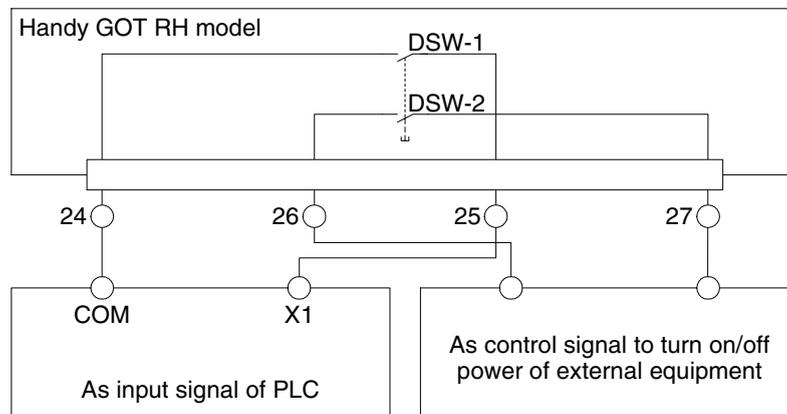 Handy GOT RH model
DSW-1
DSW-2
24
26
25
27
COM
X1
As input signal of PLC
As control signal to turn on/off
power of external equipment